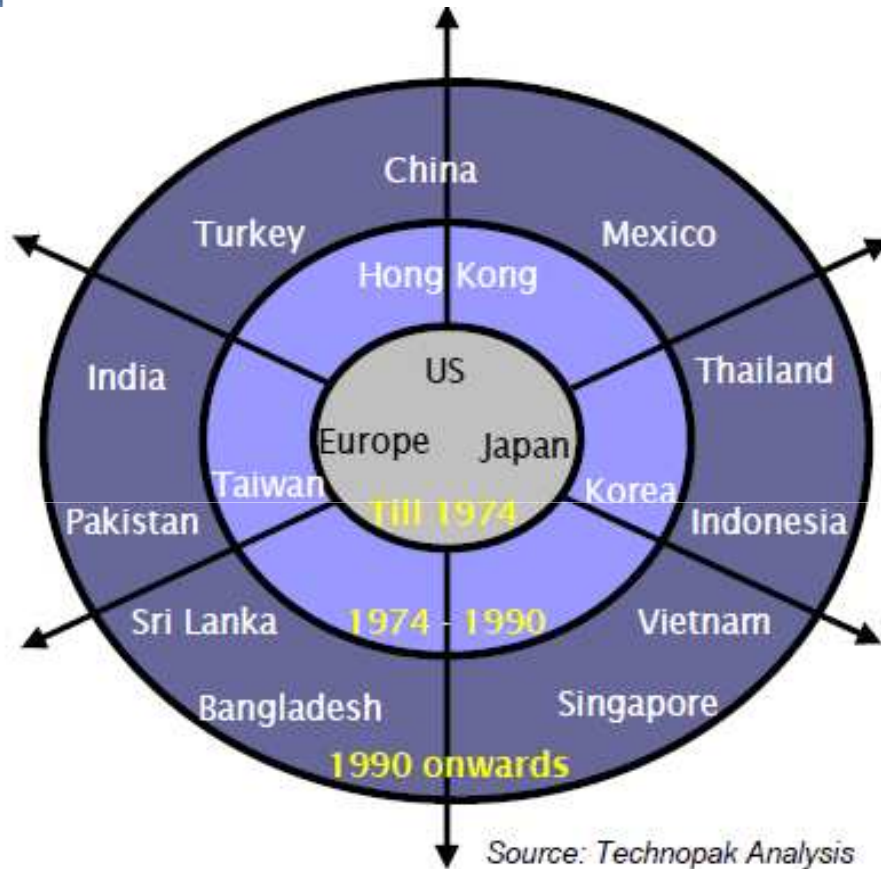 China
Turkey
Mexico
Hong Kong
US
India
Thailand
Europe
Japan
Taiwan
Korea
Till 1974
Pakistan
Indonesia
Sri Lanka
1974 - 1990
Vietnam
Bangladesh
Singapore
1990 onwards
Source: Technopak Analysis